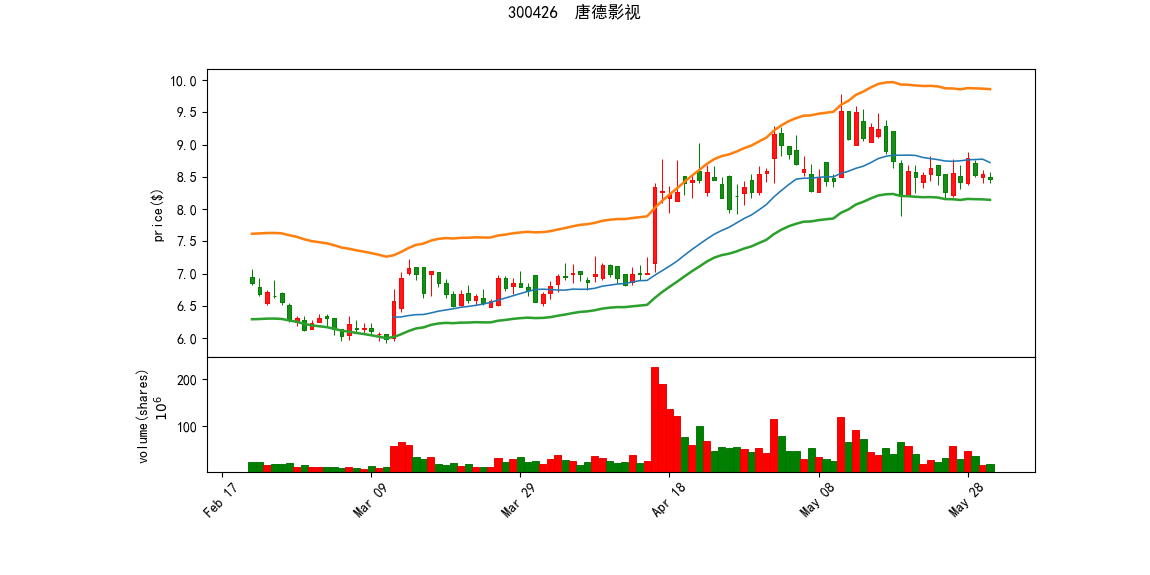 300426  唐德影视
10.0
9.5
9.0
8.5
8.0
7.5
7.0
6.5
6.0
price($)
200
100
volume(shares)
10^6
Feb 17
Mar 09
Mar 29
Apr 18
May 08
May 28